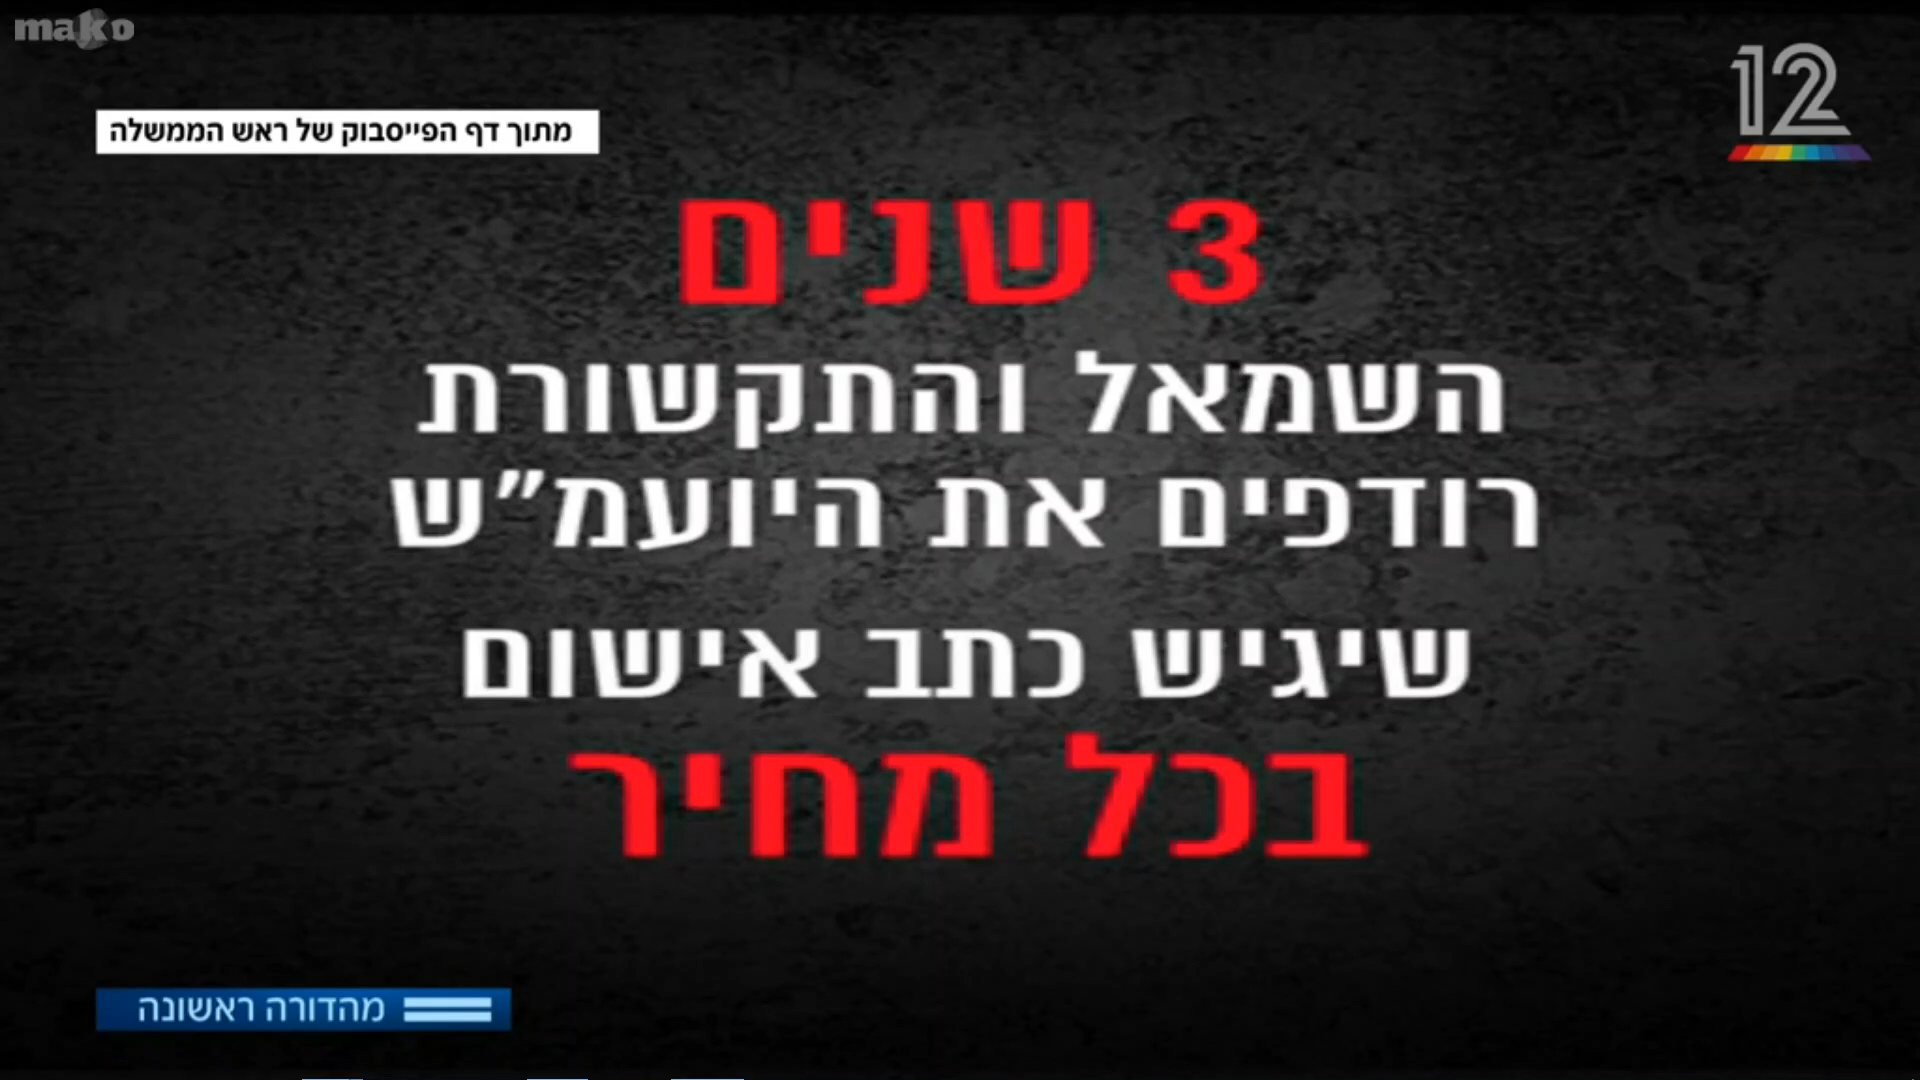 mako
12
מתוך דף הפייסבוק של ראש הממשלה
3 שנים
השמאל והתקשורת
רודפים את היועמ״ש
שיגיש כתב אישום
בכל מחיר
מהדורה ראשונה